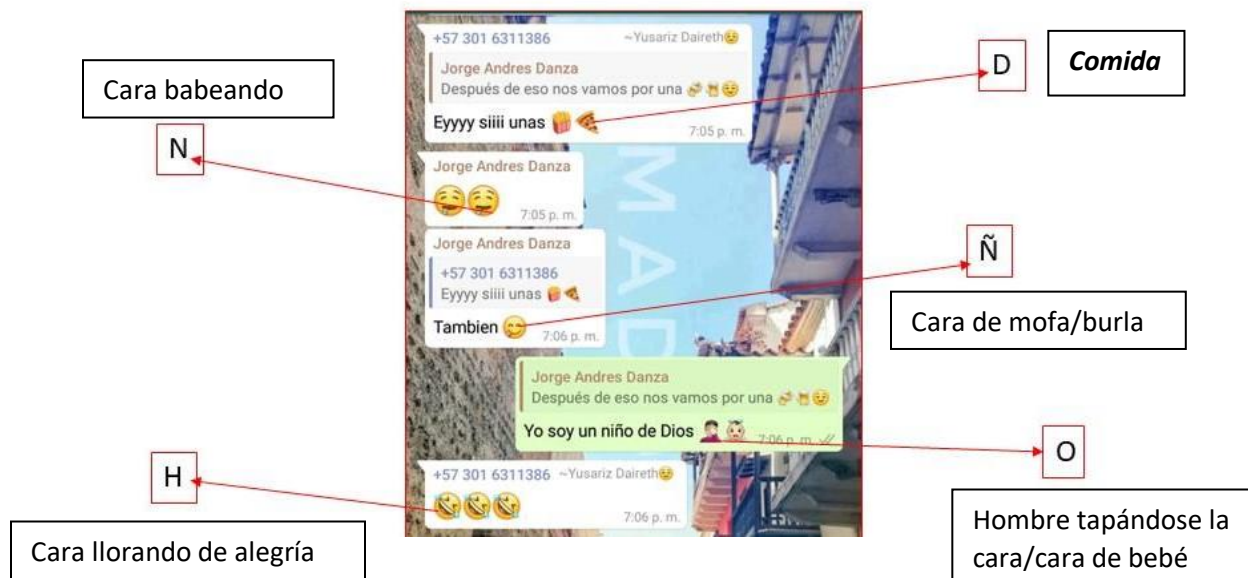 +57 301 6311386 ~Yusariz Daireth😣
Jorge Andres Danza
Después de eso nos vamos por una
Eyyyy siiii unas 🍟🍕
7:05 p. m.
D
Comida
Cara babeando
N
Jorge Andres Danza
🤤🤤
7:05 p. m.
Jorge Andres Danza
+57 301 6311386
Eyyyy siiii unas 🍟🍕
Tambien 😋
7:06 p. m.
Ñ
Cara de mofa/burla
MAD
Jorge Andres Danza
Después de eso nos vamos por una
Yo soy un niño de Dios 🤦🏻‍♂️👶🏻
7:06 p. m.
O
Hombre tapándose la
cara/cara de bebé
H
+57 301 6311386 ~Yusariz Daireth😣
🤣🤣🤣
7:06 p. m.
Cara llorando de alegría